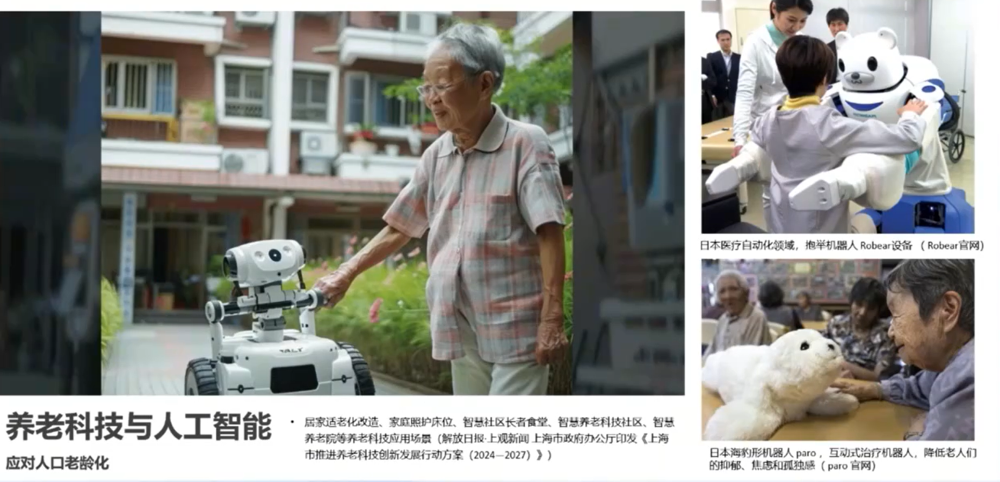 养老科技与人工智能
应对人口老龄化
• 居家适老化改造、家庭照护床位、智慧社区长者食堂、智慧养老科技社区、智慧
养老院等养老科技应用场景（解放日报·上观新闻 上海市政府办公厅印发《上海
市推进养老科技创新发展行动方案（2024—2027）》）
日本医疗自动化领域，抱举机器人 Robear设备 （ Robear官网）
日本海豹形机器人 paro ，互动式治疗机器人，降低老人们
的抑郁、焦虑和孤独感（ paro 官网）